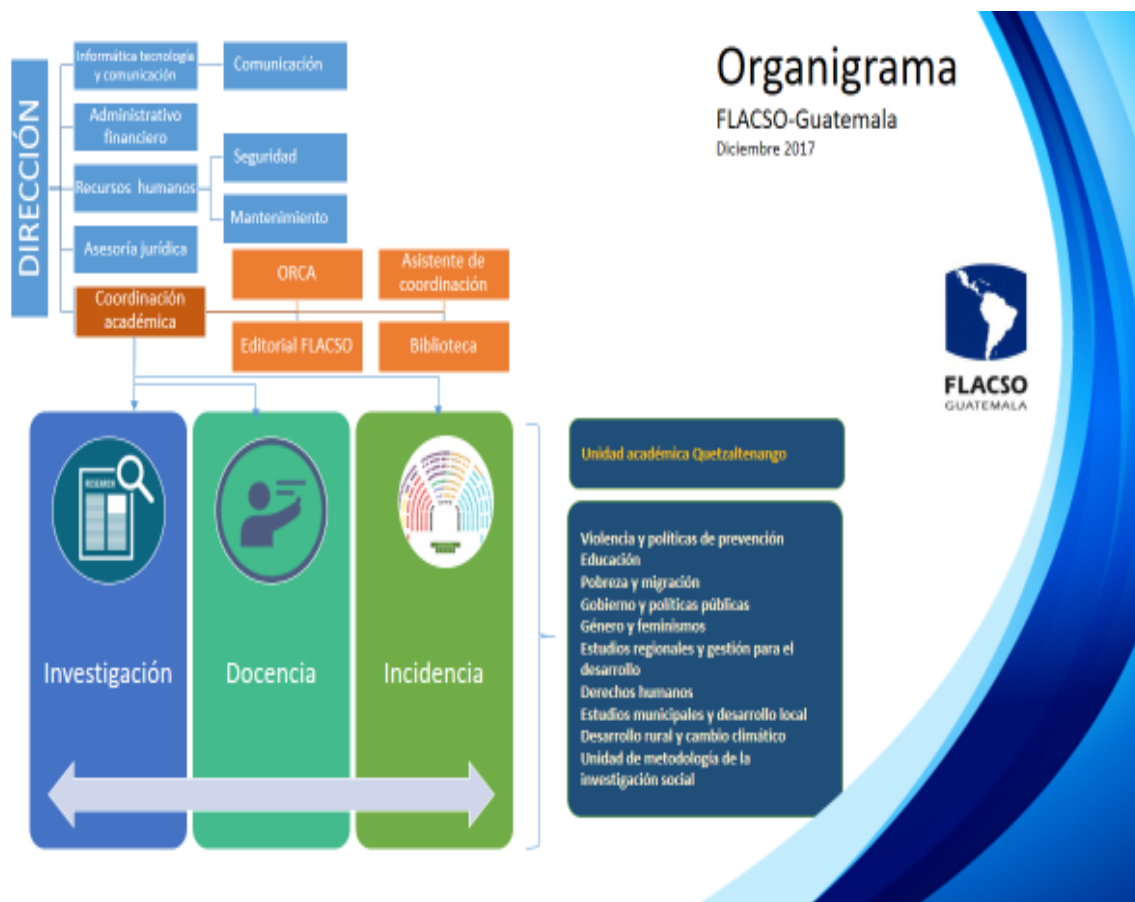 Organigrama
FLACSO-Guatemala
Diciembre 2017
DIRECCIÓN
Informática tecnología
y comunicación
Comunicación
Administrativo
financiero
Recursos humanos
Seguridad
Mantenimiento
Asesoría jurídica
Coordinación
académica
ORCA
Asistente de
coordinación
Editorial FLACSO
Biblioteca
FLACSO
GUATEMALA
RESEARCH
Investigación
Docencia
Incidencia
Unidad académica Quetzaltenango
Violencia y políticas de prevención
Educación
Pobreza y migración
Gobierno y políticas públicas
Género y feminismos
Estudios regionales y gestión para el
desarrollo
Derechos humanos
Estudios municipales y desarrollo local
Desarrollo rural y cambio climático
Unidad de metodología de la
investigación social